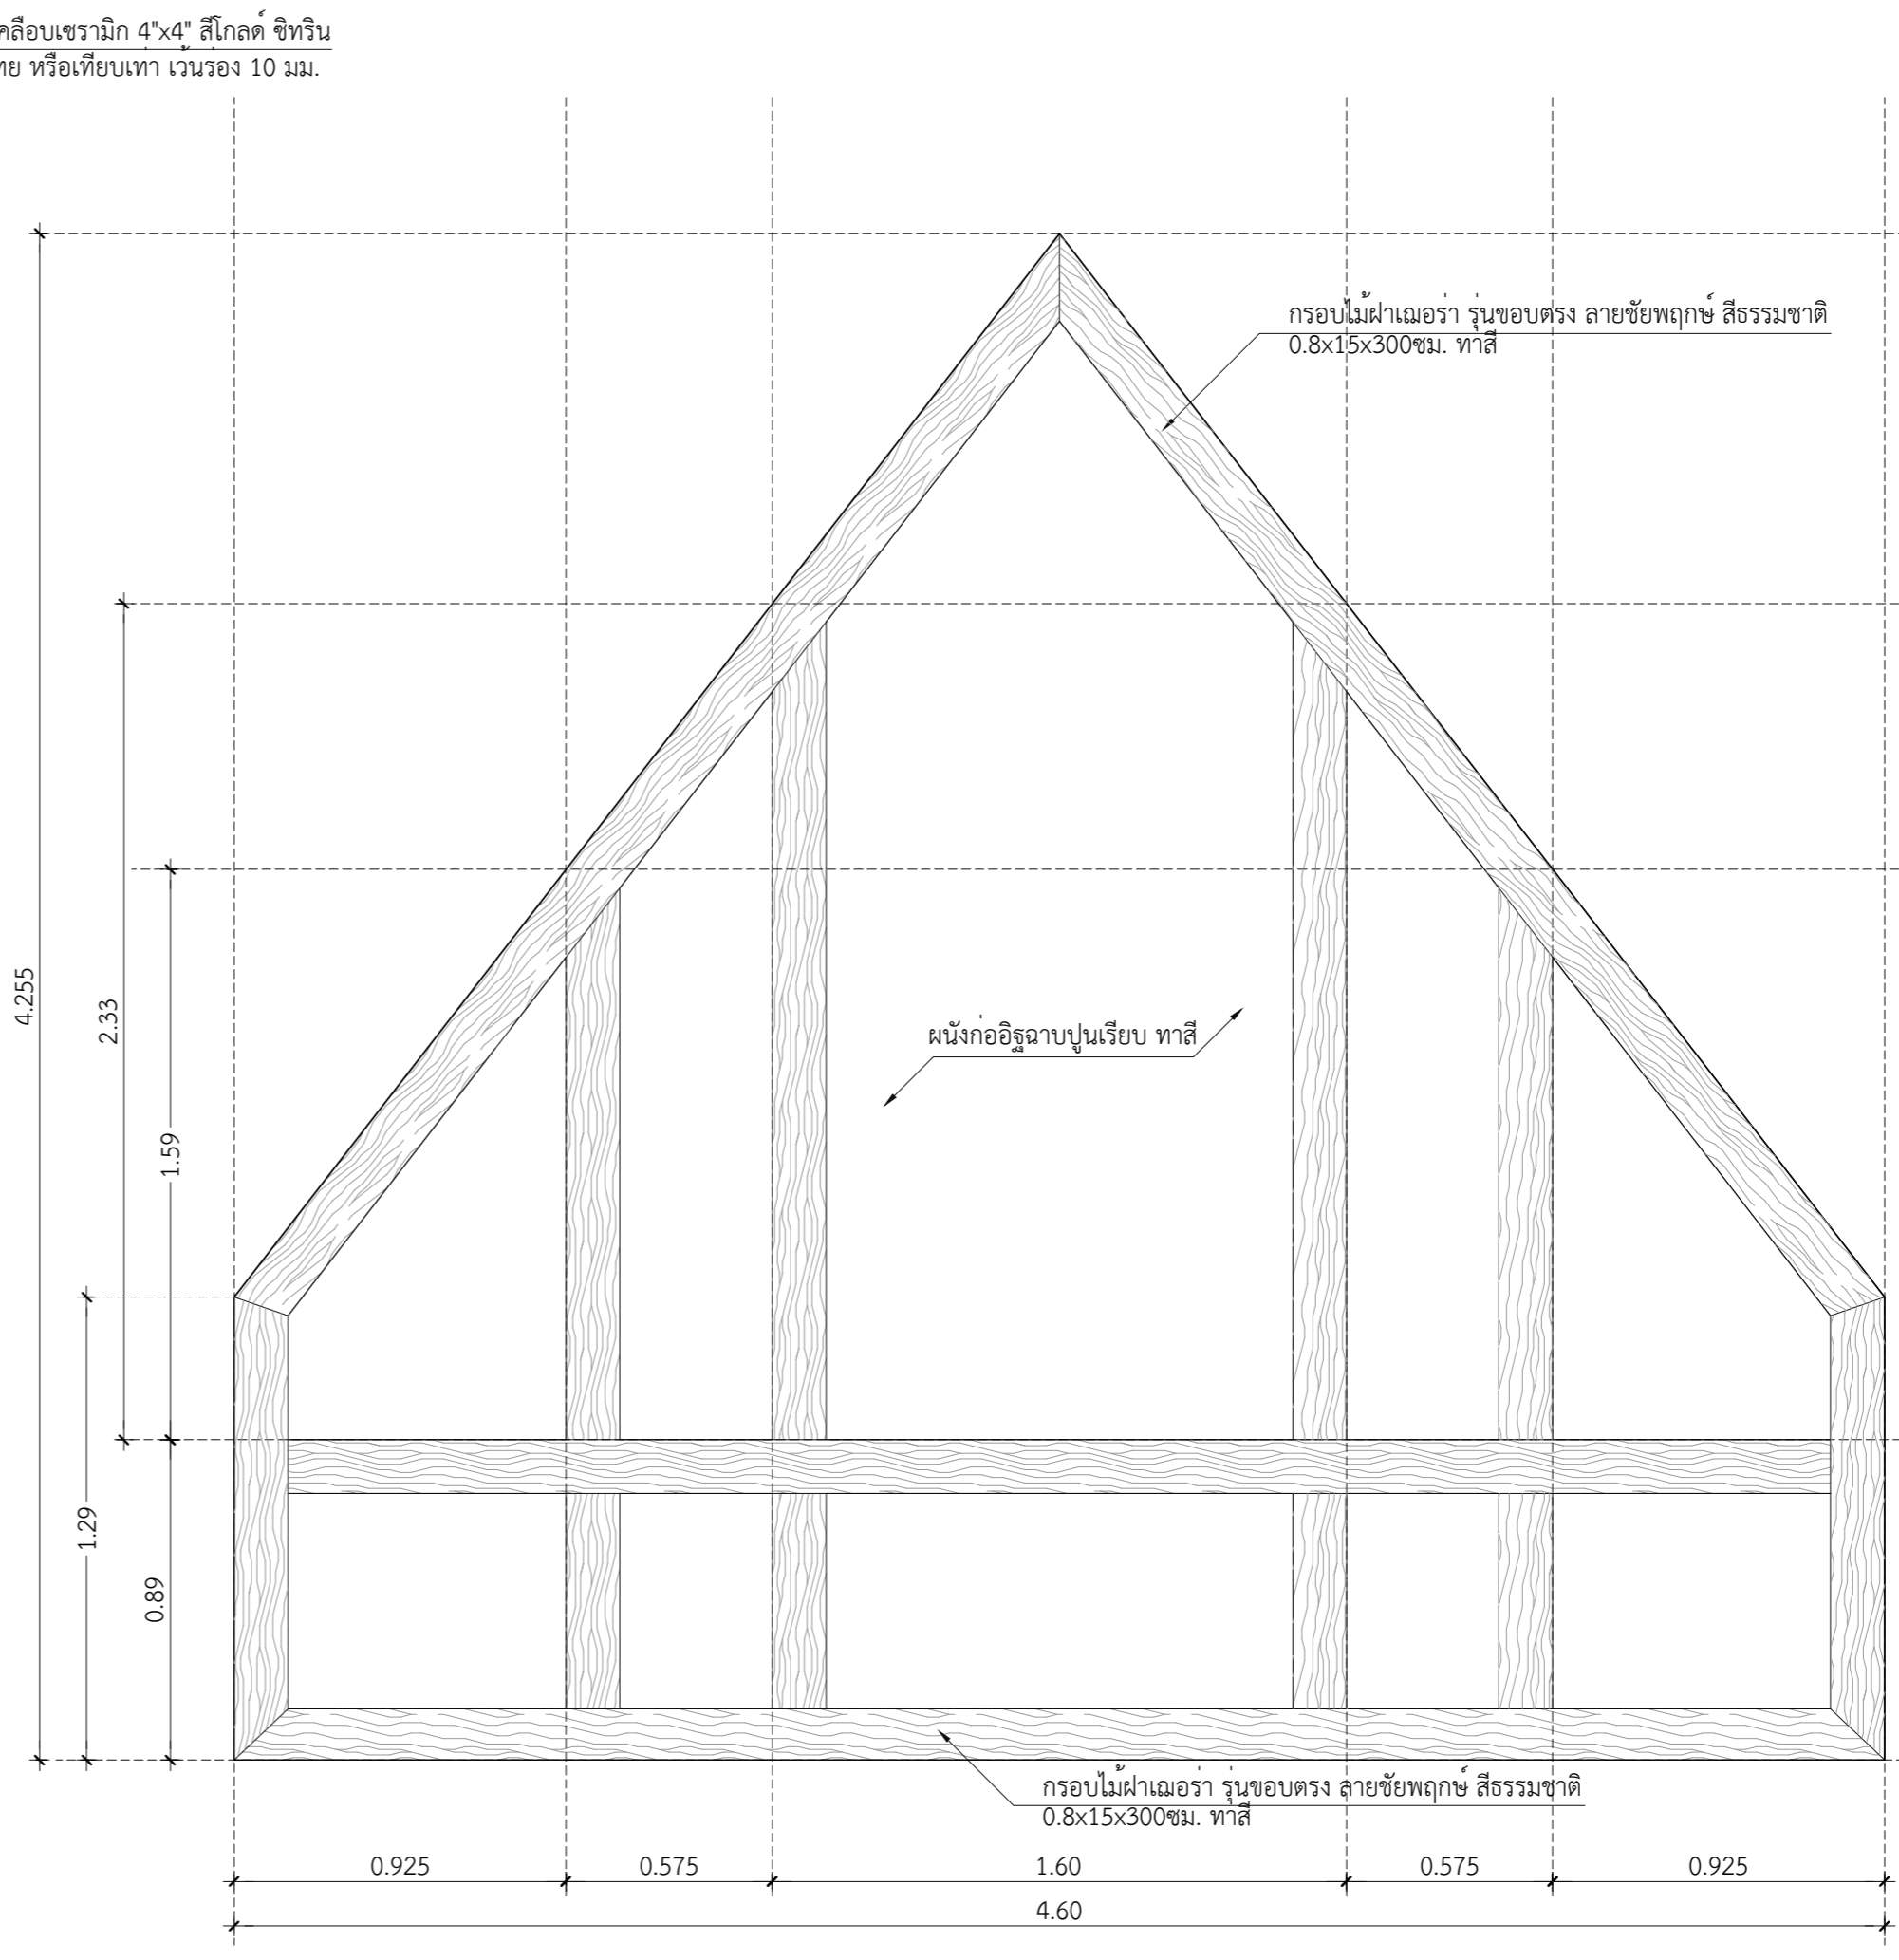 คลือบเซรามิก 4"x4" สีโกลด์ ซิทริน
ทย หรือเทียบเท่า เว้นร่อง 10 มม.
กรอบไม้ฝาเฌอร่า รุ่นขอบตรง ลายชัยพฤกษ์ สีธรรมชาติ
0.8x15x300ซม. ทาสี
4.255
2.33
ผนังก่ออิฐฉาบปูนเรียบ ทาสี
1.59
1.29
0.89
กรอบไม้ฝาเฌอร่า รุ่นขอบตรง ลายชัยพฤกษ์ สีธรรมชาติ
0.8x15x300ซม. ทาสี
0.925 0.575 1.60 0.575 0.925
4.60